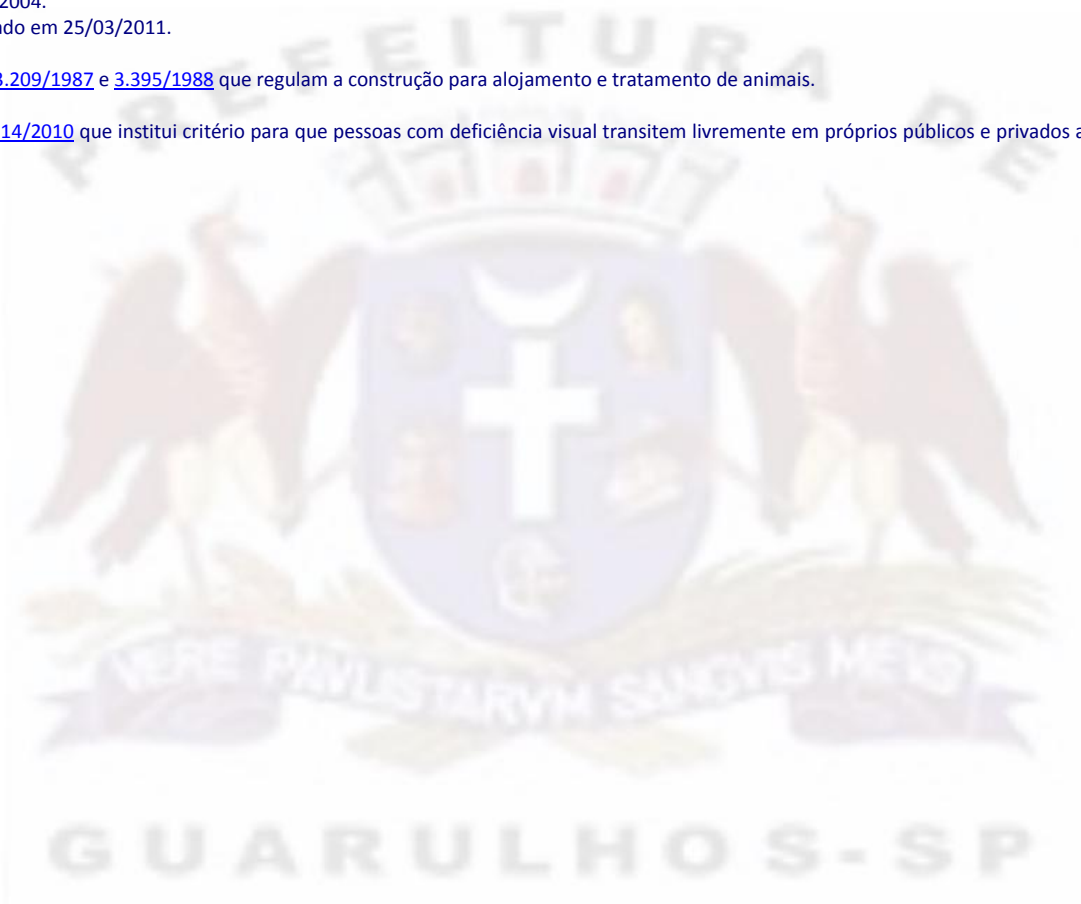 2004.
ado em 25/03/2011.
3.209/1987 e 3.395/1988 que regulam a construção para alojamento e tratamento de animais.
14/2010 que institui critério para que pessoas com deficiência visual transitem livremente em próprios públicos e privados a
PREFEITURA DE
VERE PAVLISTARVM SANGVIS MEVS
GUARULHOS-SP